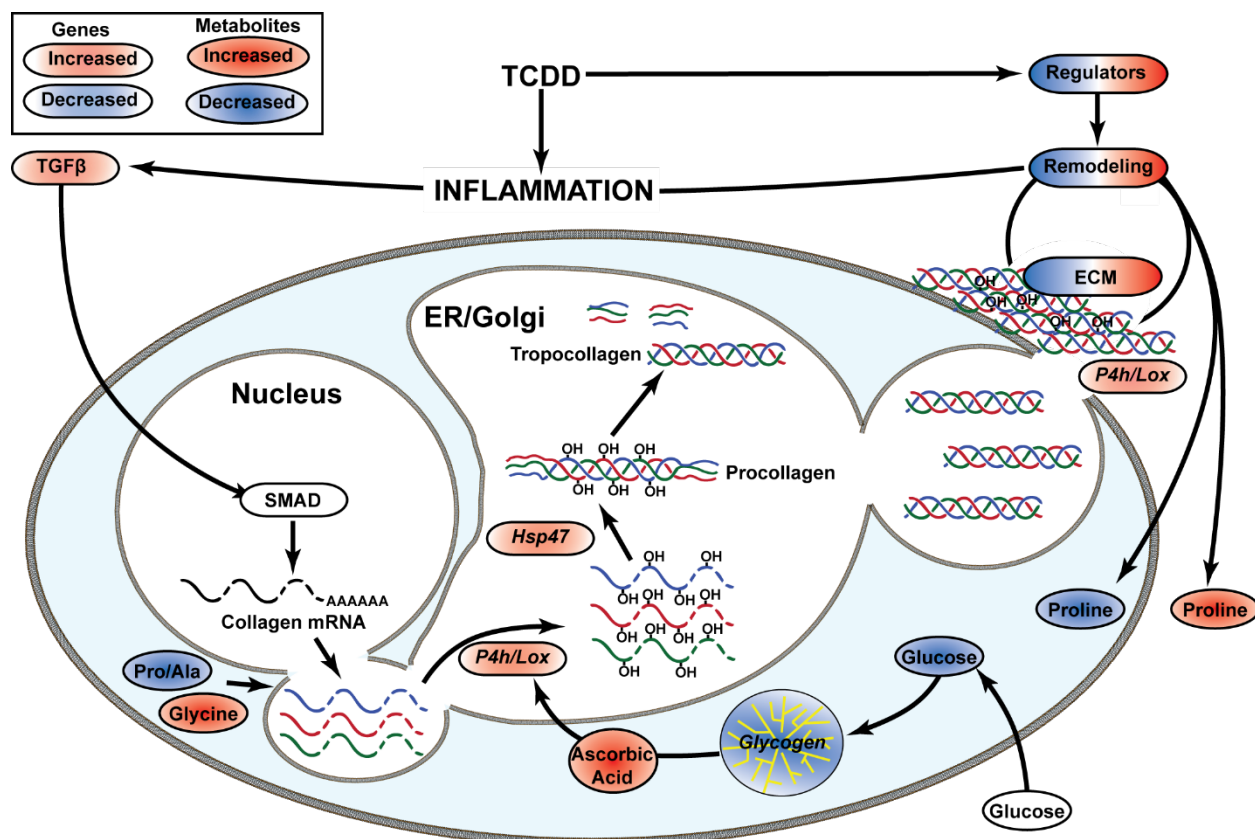 Genes
Metabolites
Increased
Increased
Decreased
Decreased
TCDD
Regulators
TGFβ
INFLAMMATION
Remodeling
ECM
OH
OH OH
OH OH
P4h/Lox
ER/Golgi
Tropocollagen
Nucleus
OH OH OH
Procollagen
OH OH OH
SMAD
Hsp47
AAAAAA
Collagen mRNA
OH OH
OH OH
OH OH
OH OH
OH OH
OH OH
P4h/Lox
Pro/Ala
Glycine
Ascorbic
Acid
Glycogen
Glucose
Glucose
Proline
Proline